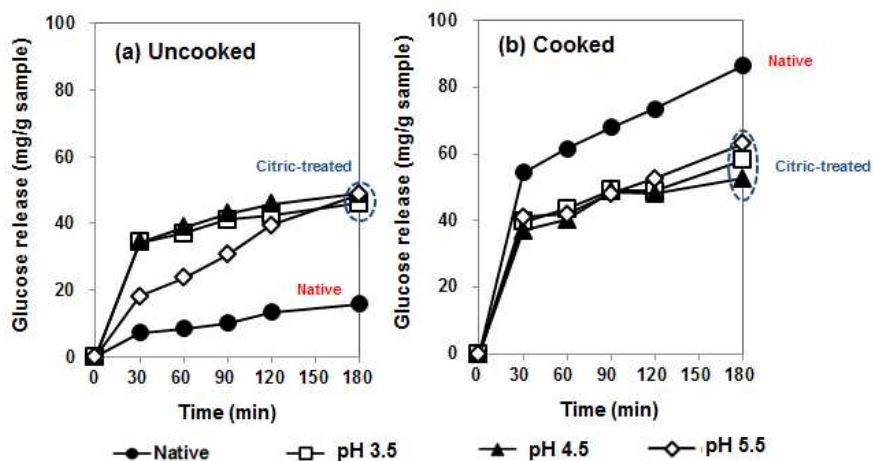 (a) Uncooked
Glucose release (mg/g sample)
100
80
60
40
20
0
Citric-treated
Native
0 30 60 90 120 150 180
Time (min)
(b) Cooked
Glucose release (mg/g sample)
100
80
60
40
20
0
Native
Citric-treated
0 30 60 90 120 150 180
Time (min)
Native pH 3.5 pH 4.5 pH 5.5